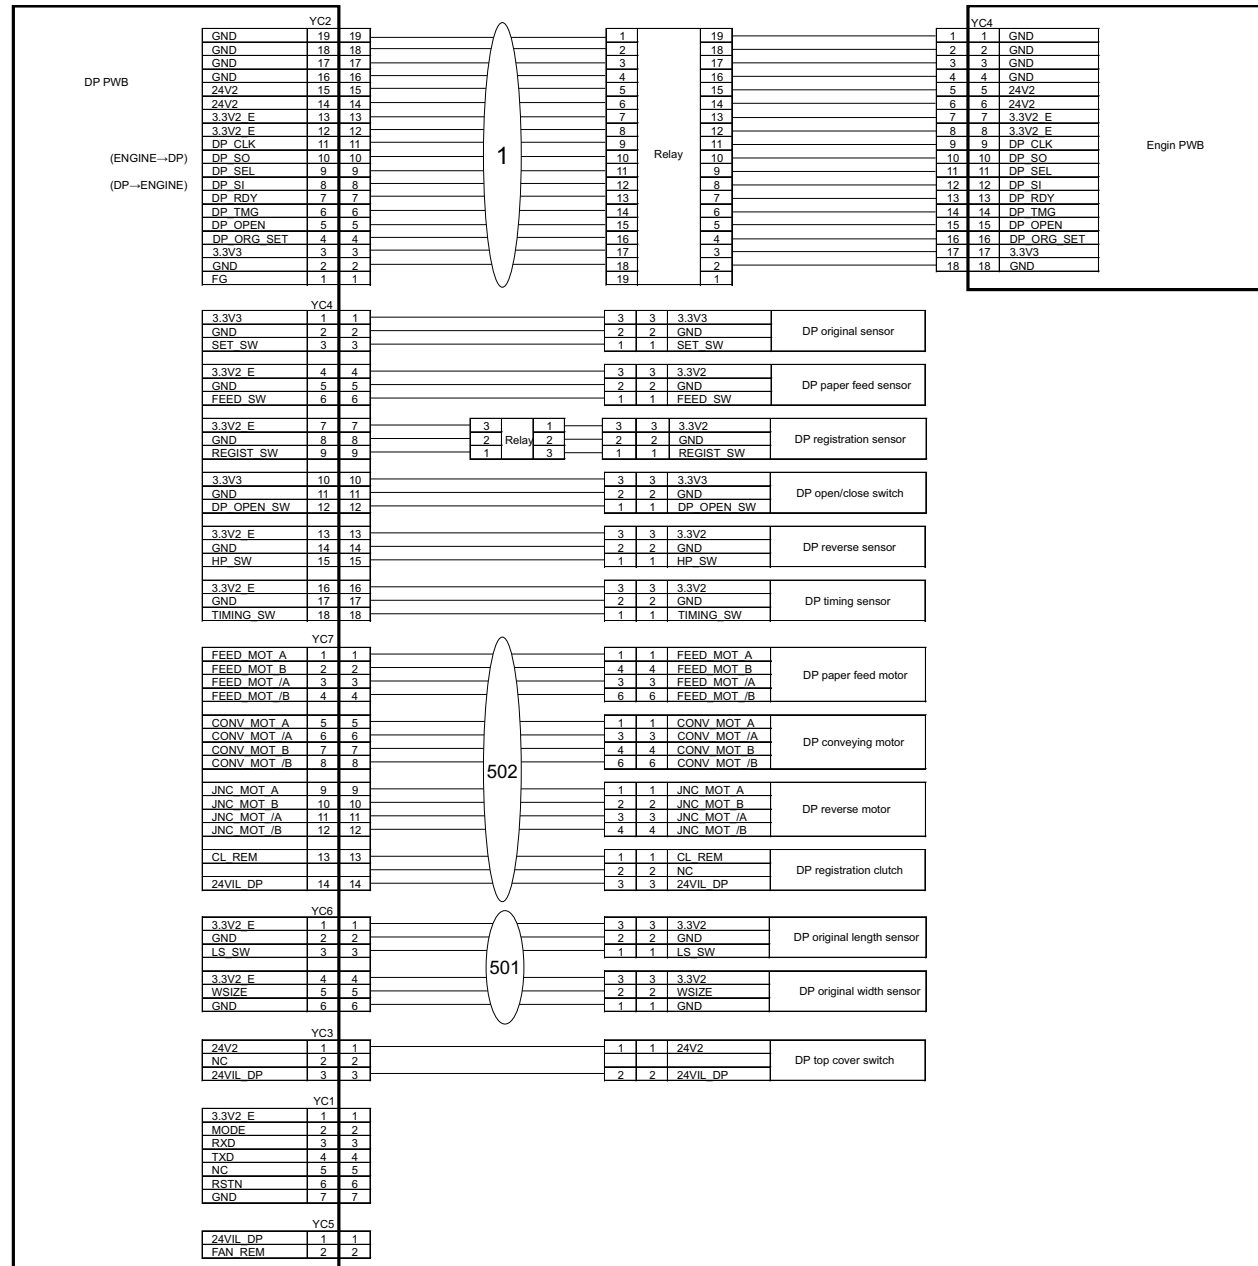 YC2 YC4
GND 19 19 1 19 1 1 GND
GND 18 18 2 18 2 2 GND
GND 17 17 3 17 3 3 GND
GND 16 16 4 16 4 4 GND
DP PWB
24V2 15 15 5 15 5 5 24V2
24V2 14 14 6 14 6 6 24V2
3.3V2_E 13 13 7 13 7 7 3.3V2_E
3.3V2_E 12 12 8 12 8 8 3.3V2_E
DP_CLK 11 11 9 11 9 9 DP_CLK Engin PWB
(ENGINE→DP) DP_SO 10 10 1 10 Relay 10 10 10 DP_SO
DP_SEL 9 9 11 9 11 11 DP_SEL
(DP→ENGINE) DP_SI 8 8 12 8 12 12 DP_SI
DP_RDY 7 7 13 7 13 13 DP_RDY
DP_TMG 6 6 14 6 14 14 DP_TMG
DP_OPEN 5 5 15 5 15 15 DP_OPEN
DP_ORG_SET 4 4 16 4 16 16 DP_ORG_SET
3.3V3 3 3 17 3 17 17 3.3V3
GND 2 2 18 2 18 18 GND
FG 1 1 19 1
YC4
3.3V3 1 1 3 3 3.3V3
GND 2 2 2 2 GND DP original sensor
SET_SW 3 3 1 1 SET_SW
3.3V2_E 4 4 3 3 3.3V2
GND 5 5 2 2 GND DP paper feed sensor
FEED_SW 6 6 1 1 FEED_SW
3.3V2_E 7 7 3 1 3 3 3.3V2
GND 8 8 2 Relay 2 2 2 GND DP registration sensor
REGIST_SW 9 9 1 3 1 1 REGIST_SW
3.3V3 10 10 3 3 3.3V3
GND 11 11 2 2 GND DP open/close switch
DP_OPEN_SW 12 12 1 1 DP_OPEN_SW
3.3V2_E 13 13 3 3 3.3V2
GND 14 14 2 2 GND DP reverse sensor
HP_SW 15 15 1 1 HP_SW
3.3V2_E 16 16 3 3 3.3V2
GND 17 17 2 2 GND DP timing sensor
TIMING_SW 18 18 1 1 TIMING_SW
YC7
FEED_MOT_A 1 1 1 1 FEED_MOT_A
FEED_MOT_B 2 2 4 4 FEED_MOT_B
DP paper feed motor
FEED_MOT_/A 3 3 3 3 FEED_MOT_/A
FEED_MOT_/B 4 4 6 6 FEED_MOT_/B
CONV_MOT_A 5 5 1 1 CONV_MOT_A
CONV_MOT_/A 6 6 3 3 CONV_MOT_/A
DP conveying motor
CONV_MOT_B 7 7 4 4 CONV_MOT_B
CONV_MOT_/B 8 8 6 6 CONV_MOT_/B
502
JNC_MOT_A 9 9 1 1 JNC_MOT_A
JNC_MOT_B 10 10 2 2 JNC_MOT_B
DP reverse motor
JNC_MOT_/A 11 11 3 3 JNC_MOT_/A
JNC_MOT_/B 12 12 4 4 JNC_MOT_/B
CL_REM 13 13 1 1 CL_REM
2 2 NC DP registration clutch
24VIL_DP 14 14 3 3 24VIL_DP
YC6
3.3V2_E 1 1 3 3 3.3V2
GND 2 2 2 2 GND DP original length sensor
LS_SW 3 3 1 1 LS_SW
501
3.3V2_E 4 4 3 3 3.3V2
WSIZE 5 5 2 2 WSIZE DP original width sensor
GND 6 6 1 1 GND
YC3
24V2 1 1 1 1 24V2
NC 2 2 DP top cover switch
24VIL_DP 3 3 2 2 24VIL_DP
YC1
3.3V2_E 1 1
MODE 2 2
RXD 3 3
TXD 4 4
NC 5 5
RSTN 6 6
GND 7 7
YC5
24VIL_DP 1 1
FAN_REM 2 2